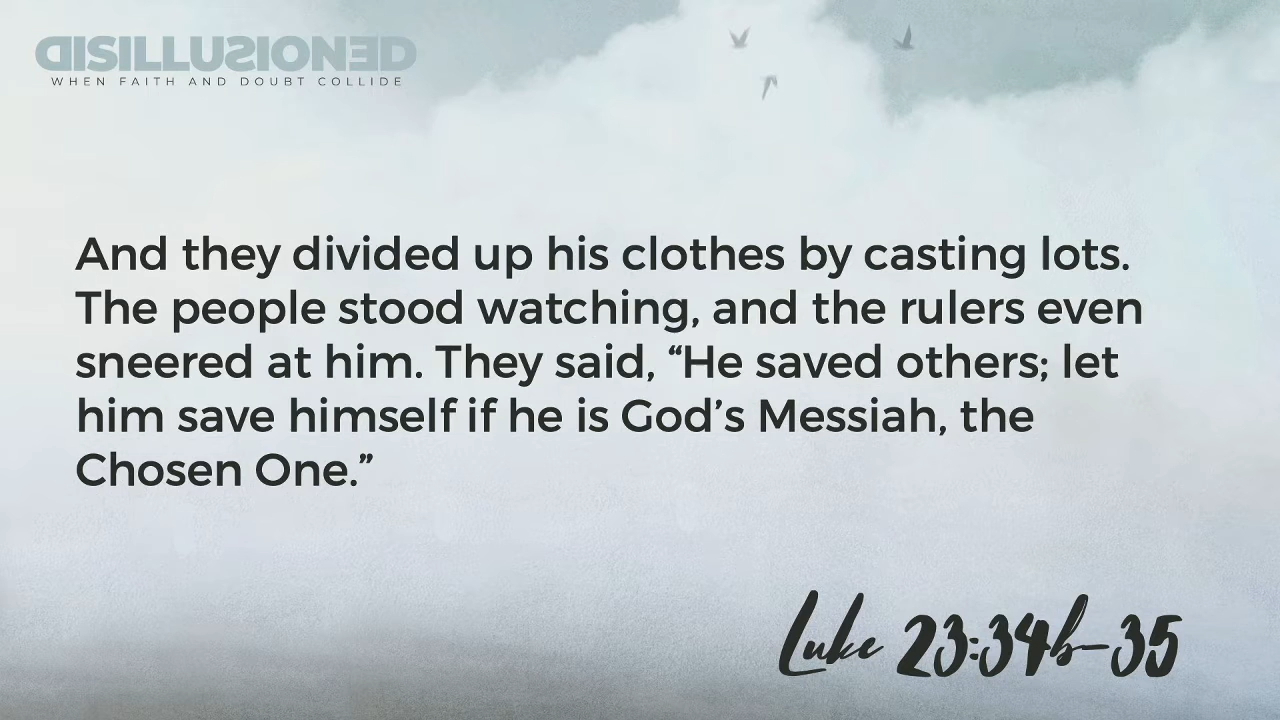 DISILLUSIONED
WHEN FAITH AND DOUBT COLLIDE
And they divided up his clothes by casting lots.
The people stood watching, and the rulers even
sneered at him. They said, “He saved others; let
him save himself if he is God’s Messiah, the
Chosen One.”
Luke 23:34b–35